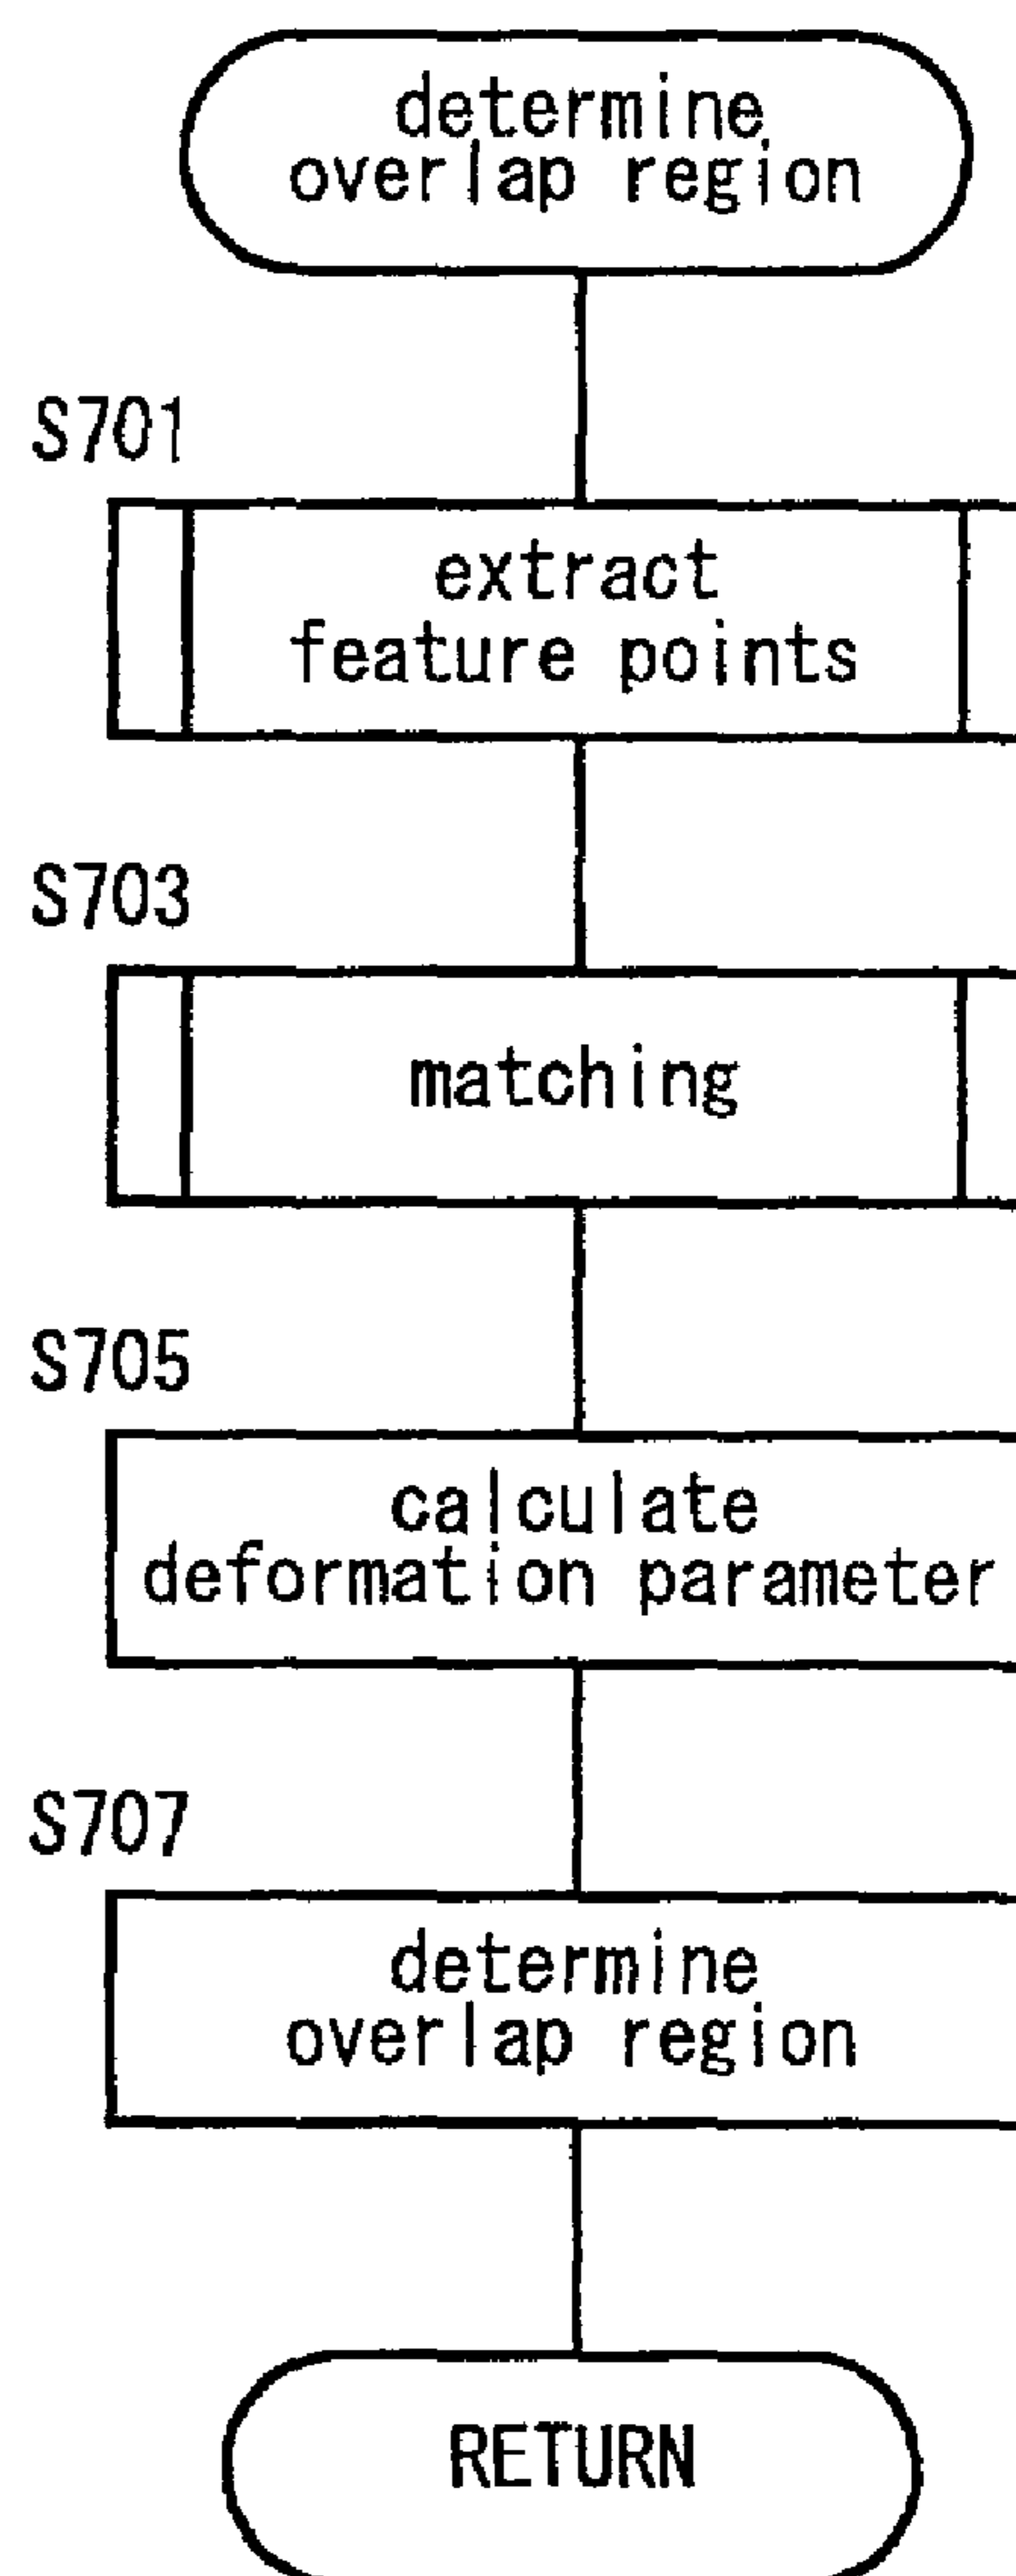 determine
overlap region
S701
extract
feature points
S703
matching
S705
calculate
deformation parameter
S707
determine
overlap region
RETURN